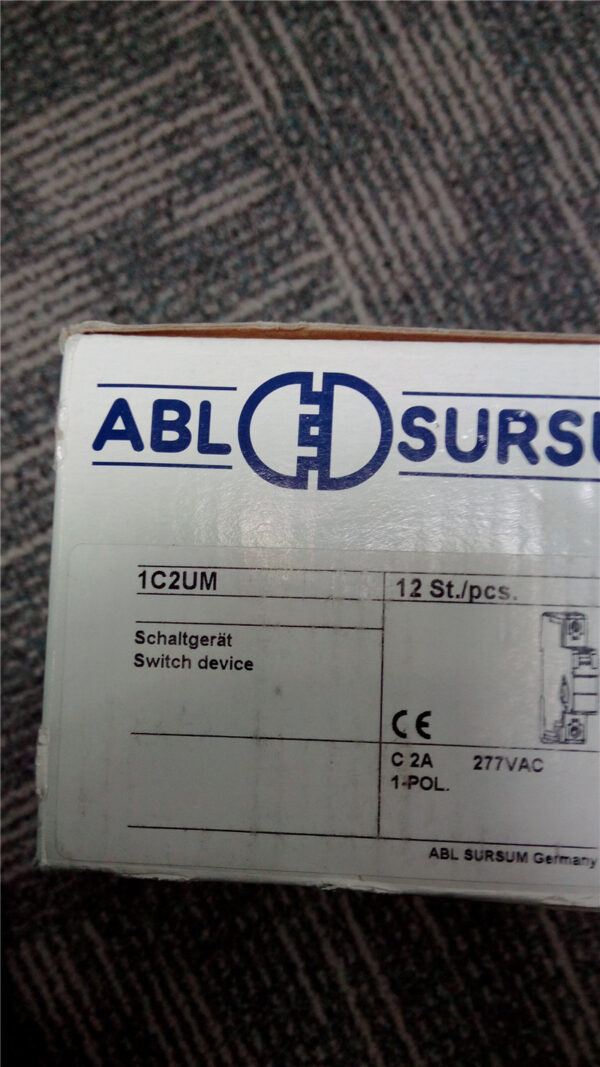 ABL SURSU
1C2UM
12 St./pcs.
Schaltgerät
Switch device
CE
C 2A 277VAC
1-POL.
ABL SURSUM Germany